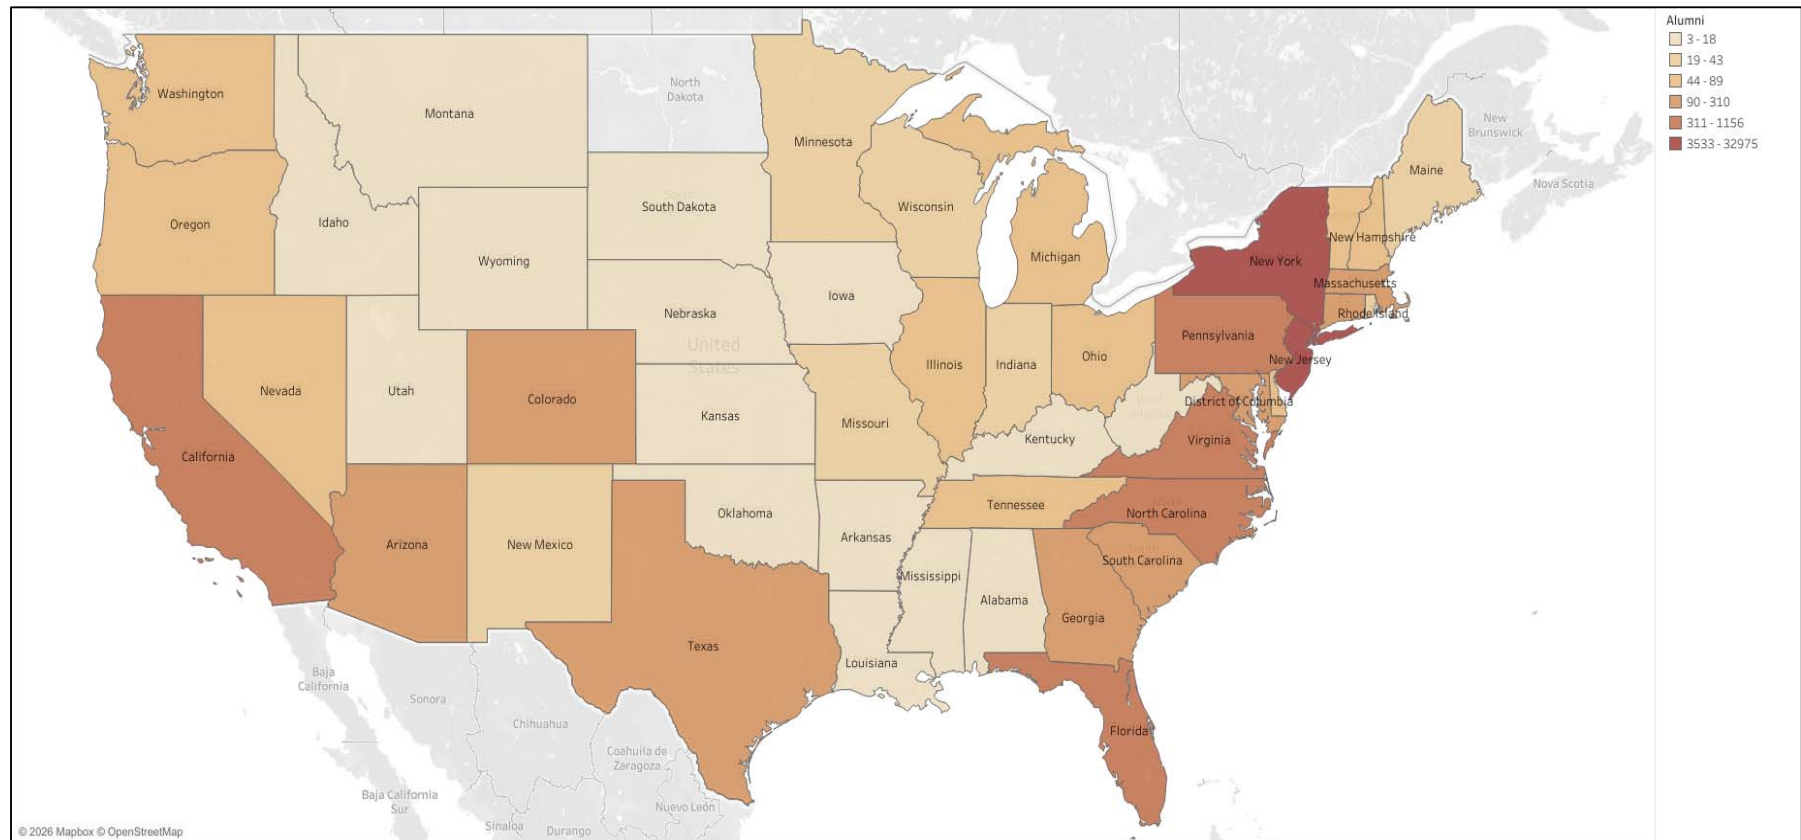 Alumni
3 - 18
19 - 43
44 - 89
90 - 310
311 - 1156
3533 - 32975
Washington
Montana
North
Dakota
Minnesota
Maine
New
Brunswick
Nova Scotia
Oregon
Idaho
South Dakota
Wisconsin
Wyoming
Michigan
New York
New Hampshire
Massachusetts
Rhode Island
Iowa
Nebraska
United
States
Pennsylvania
New Jersey
Nevada
Utah
Colorado
Kansas
Illinois
Indiana
Ohio
Missouri
West
Virginia
District of Columbia
Kentucky
Virginia
California
Arizona
New Mexico
Oklahoma
Arkansas
Tennessee
North Carolina
South Carolina
Mississippi
Alabama
Georgia
Texas
Louisiana
Florida
Baja
California
Sonora
Chihuahua
Coahuila de
Zaragoza
Baja California
Sur
Sinaloa
Durango
Nuevo León
© 2026 Mapbox © OpenStreetMap